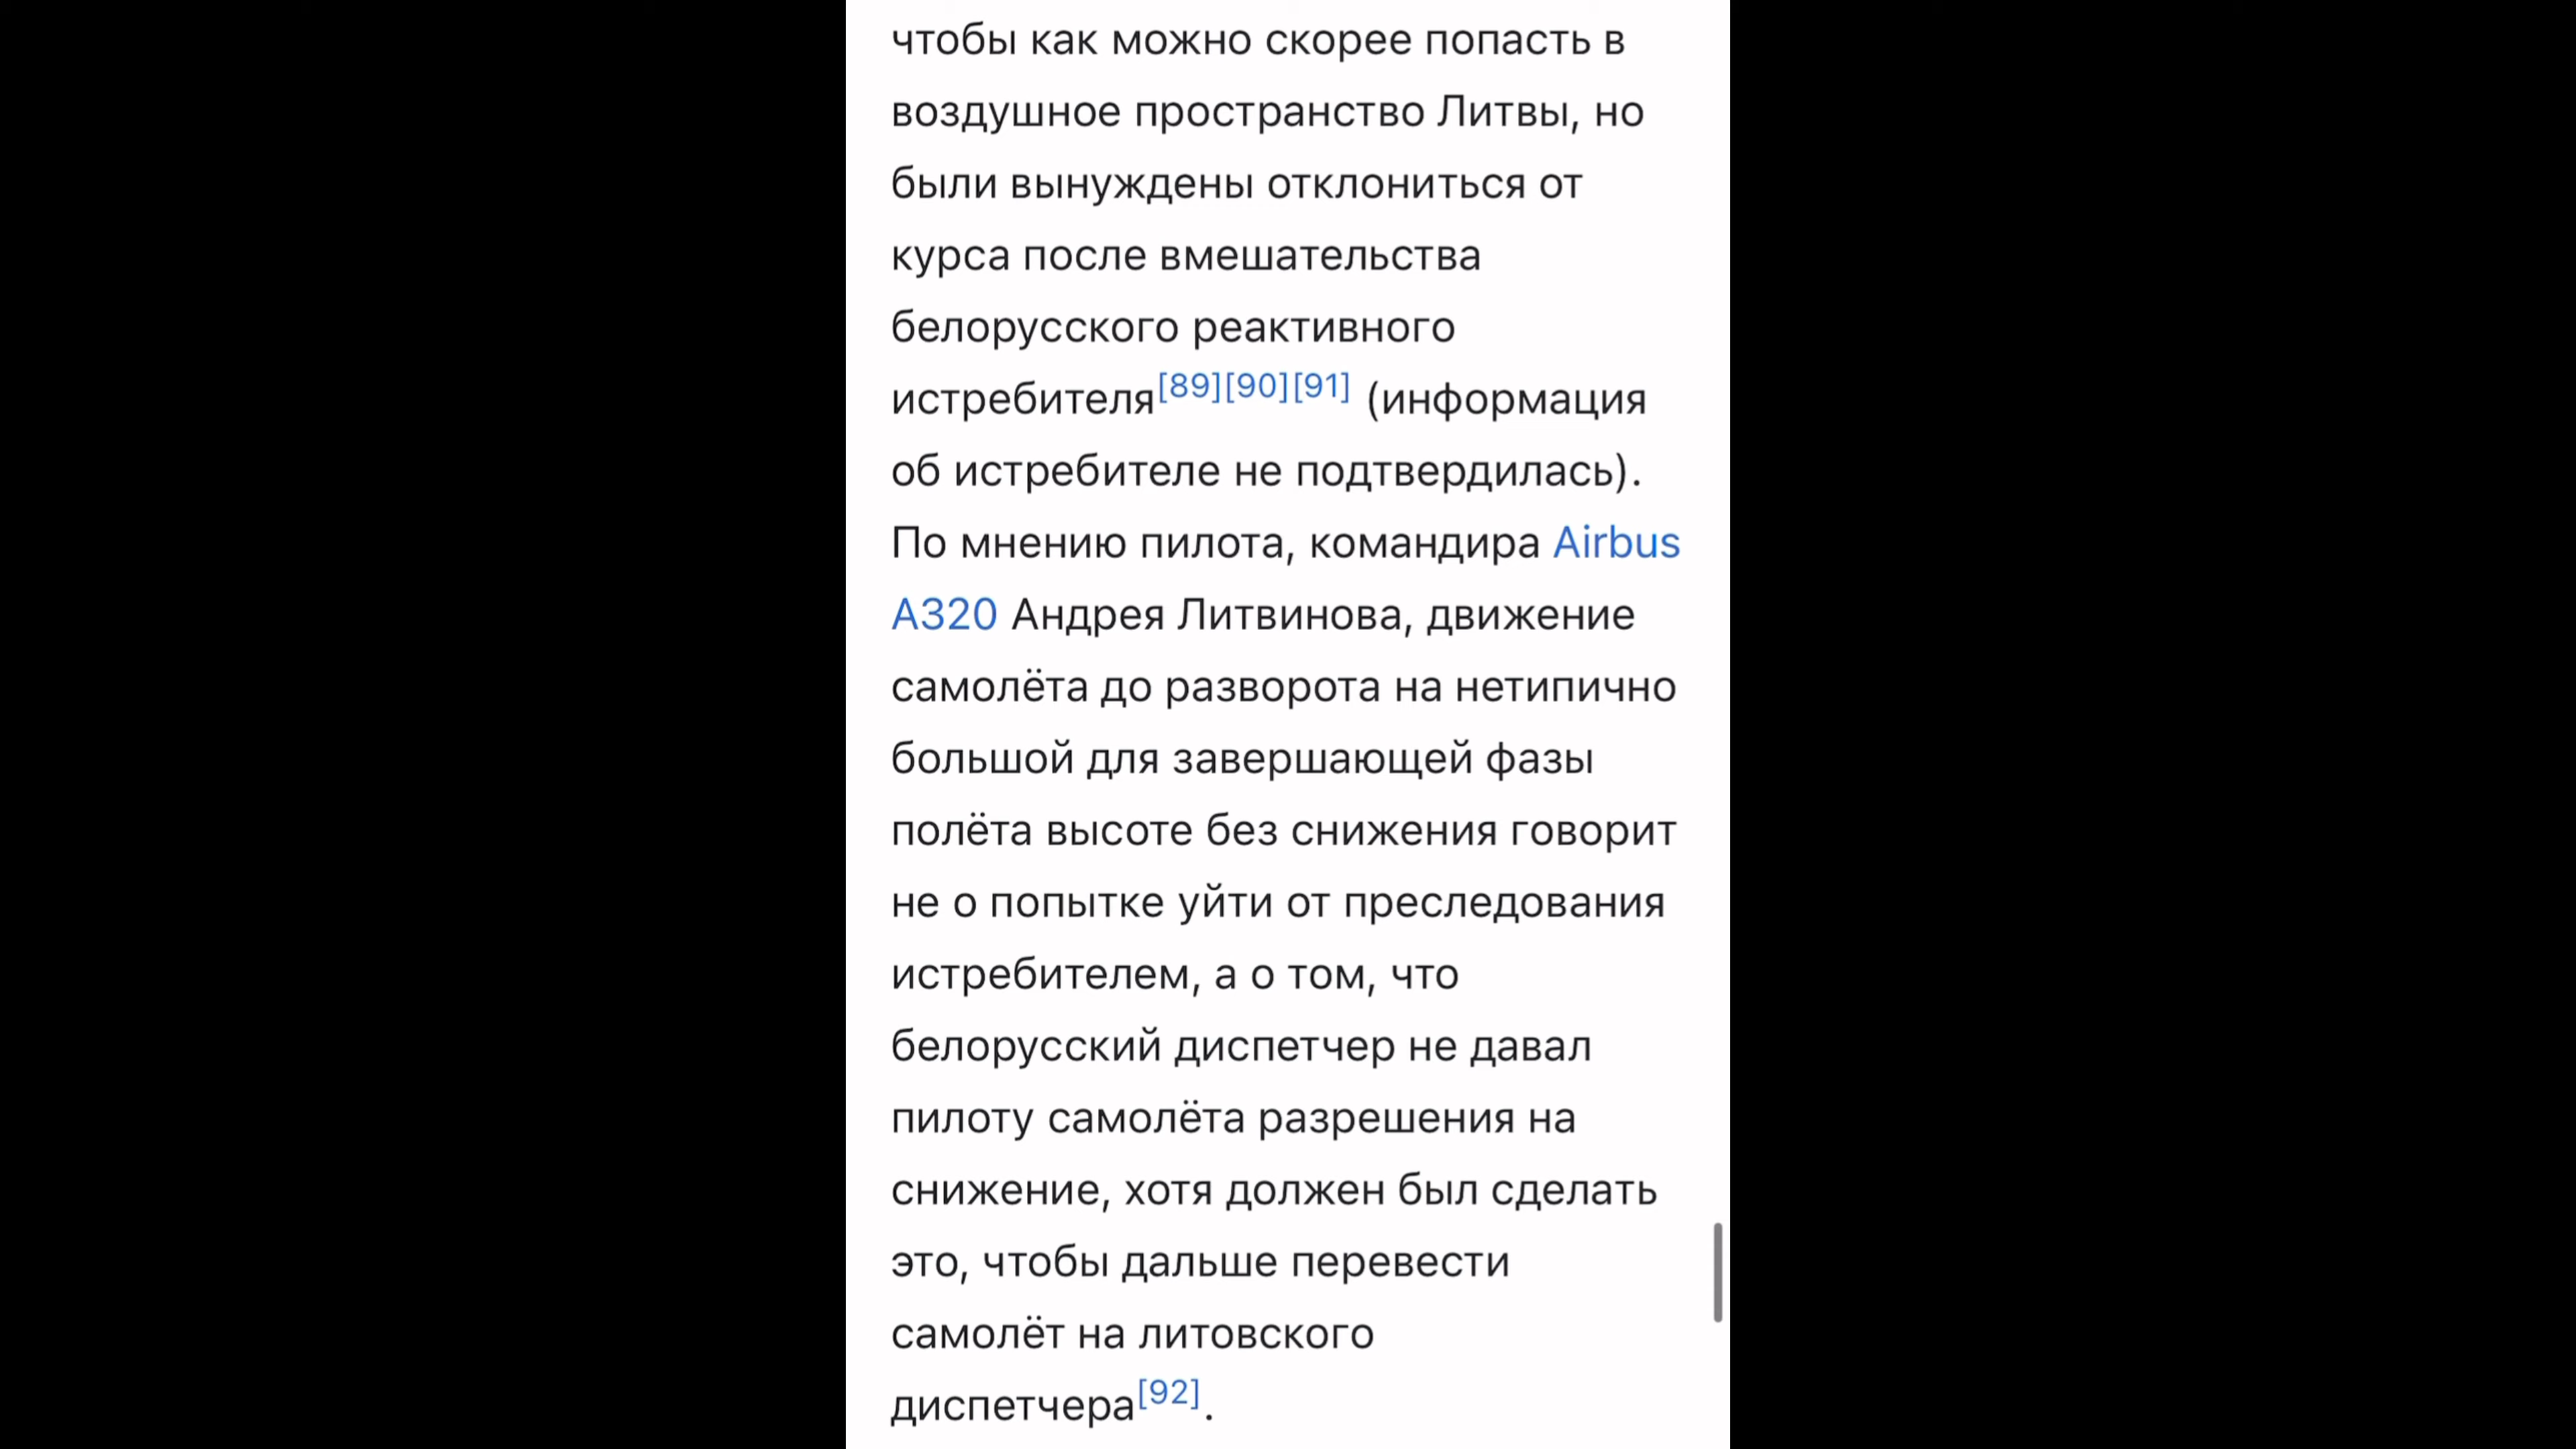 чтобы как можно скорее попасть в
воздушное пространство Литвы, но
были вынуждены отклониться от
курса после вмешательства
белорусского реактивного
истребителя[89][90][91] (информация
об истребителе не подтвердилась).
По мнению пилота, командира Airbus
A320 Андрея Литвинова, движение
самолёта до разворота на нетипично
большой для завершающей фазы
полёта высоте без снижения говорит
не о попытке уйти от преследования
истребителем, а о том, что
белорусский диспетчер не давал
пилоту самолёта разрешения на
снижение, хотя должен был сделать
это, чтобы дальше перевести
самолёт на литовского
диспетчера[92].